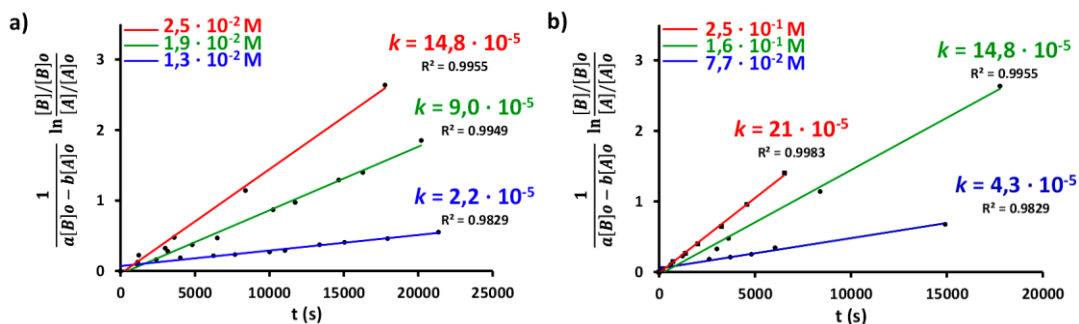 a)
2,5 · 10-2 M
1,9 · 10-2 M
1,3 · 10-2 M
k = 14,8 · 10-5
R² = 0.9955
k = 9,0 · 10-5
R² = 0.9949
k = 2,2 · 10-5
R² = 0.9829
1
a[B]o − b[A]o
ln
[B]/[B]o
[A]/[A]o
3
2
1
0
0 5000 10000 15000 20000 25000
t (s)
b)
2,5 · 10-1 M
1,6 · 10-1 M
7,7 · 10-2 M
k = 14,8 · 10-5
R² = 0.9955
k = 21 · 10-5
R² = 0.9983
k = 4,3 · 10-5
R² = 0.9829
1
a[B]o − b[A]o
ln
[B]/[B]o
[A]/[A]o
3
2
1
0
0 5000 10000 15000 20000
t (s)